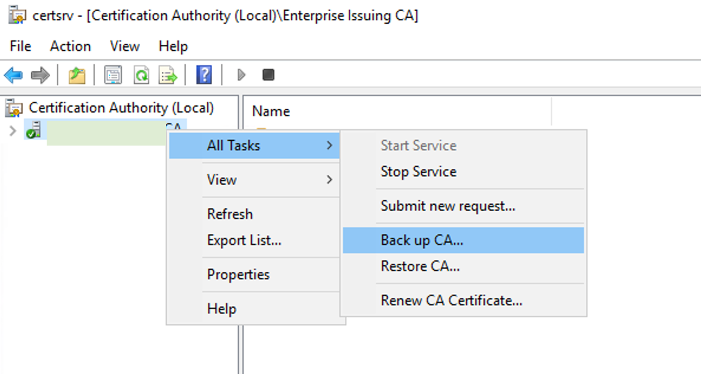 certsrv - [Certification Authority (Local)\Enterprise Issuing CA]
File Action View Help
Certification Authority (Local)
Name
CA
All Tasks
View
Refresh
Export List...
Properties
Help
Start Service
Stop Service
Submit new request...
Back up CA...
Restore CA...
Renew CA Certificate...